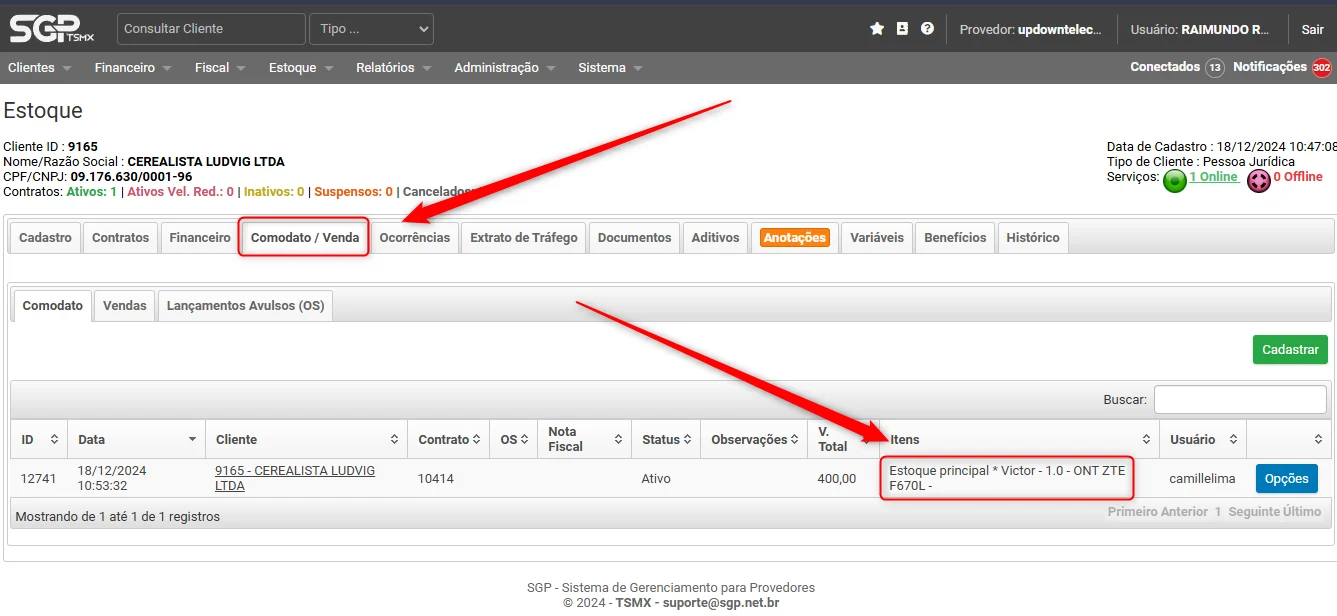 SGP TSMX
Consultar Cliente
Tipo ...
Provedor: updowntelec...
Usuário: RAIMUNDO R...
Sair
Clientes
Financeiro
Fiscal
Estoque
Relatórios
Administração
Sistema
Conectados 13
Notificações 302
Estoque
Cliente ID : 9165
Nome/Razão Social : CEREALISTA LUDVIG LTDA
CPF/CNPJ: 09.176.630/0001-96
Contratos: Ativos: 1 | Ativos Vel. Red.: 0 | Inativos: 0 | Suspensos: 0 |
Data de Cadastro : 18/12/2024 10:47:08
Tipo de Cliente : Pessoa Jurídica
Serviços: 1 Online 0 Offline
Cadastro
Contratos
Financeiro
Comodato / Venda
Ocorrências
Extrato de Tráfego
Documentos
Aditivos
Anotações
Variáveis
Benefícios
Histórico
Comodato
Vendas
Lançamentos Avulsos (OS)
Cadastrar
Buscar:
ID
Data
Cliente
Contrato
OS
Nota
Fiscal
Status
Observações
V.
Total
Itens
Usuário
12741
18/12/2024
10:53:32
9165 - CEREALISTA LUDVIG
LTDA
10414
Ativo
400,00
Estoque principal * Victor - 1.0 - ONT ZTE
F670L -
camillelima
Opções
Mostrando de 1 até 1 de 1 registros
Primeiro Anterior 1 Seguinte Último
SGP - Sistema de Gerenciamento para Provedores
© 2024 - TSMX - suporte@sgp.net.br